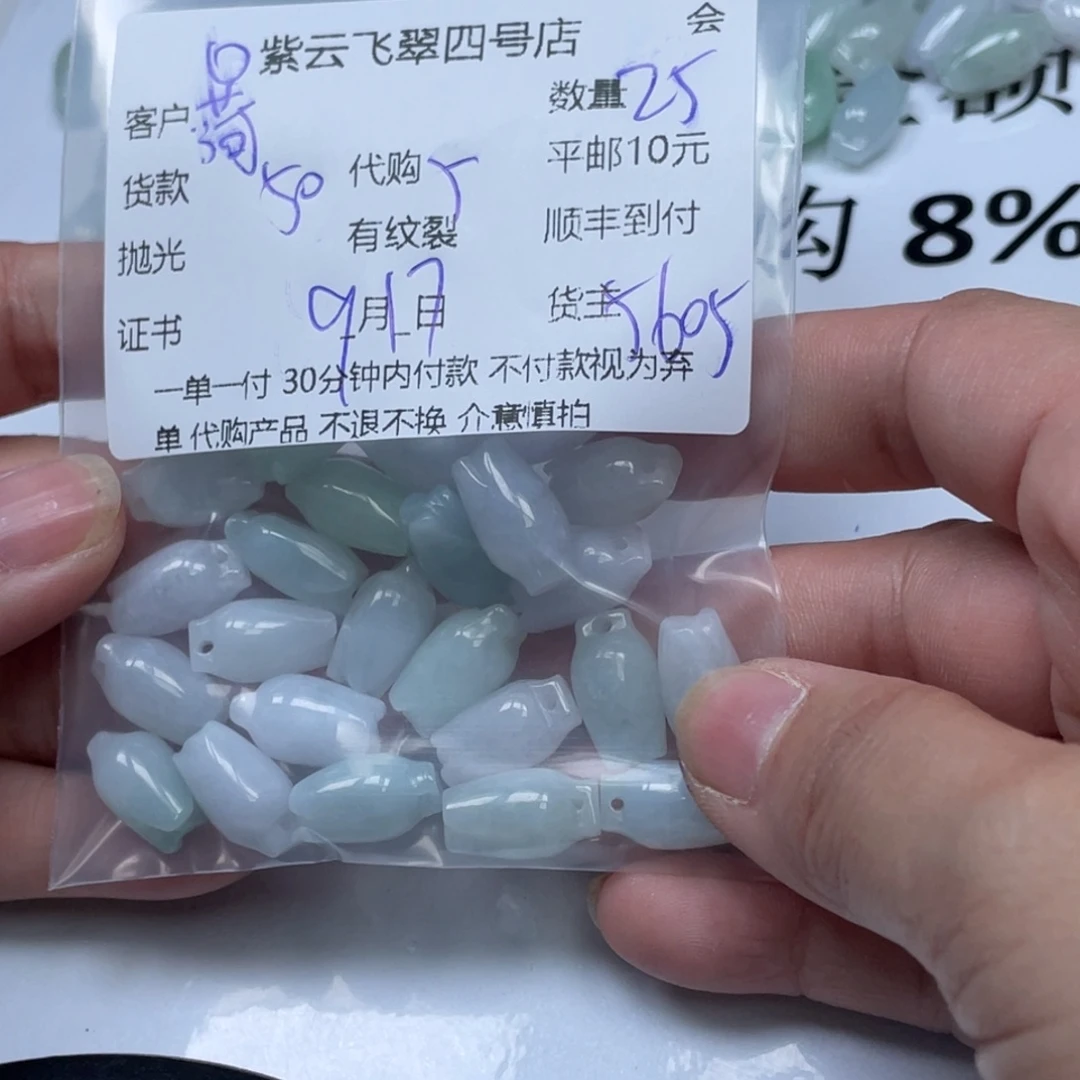 会
紫云飞翠四号店
客户
数量 25
货款 50
代购 5
平邮10元
抛光
有纹裂
顺丰到付
证书
9月17日
货主 5605
一单一付 30分钟内付款 不付款视为弃
单 代购产品 不退不换 介意慎拍
额
8%